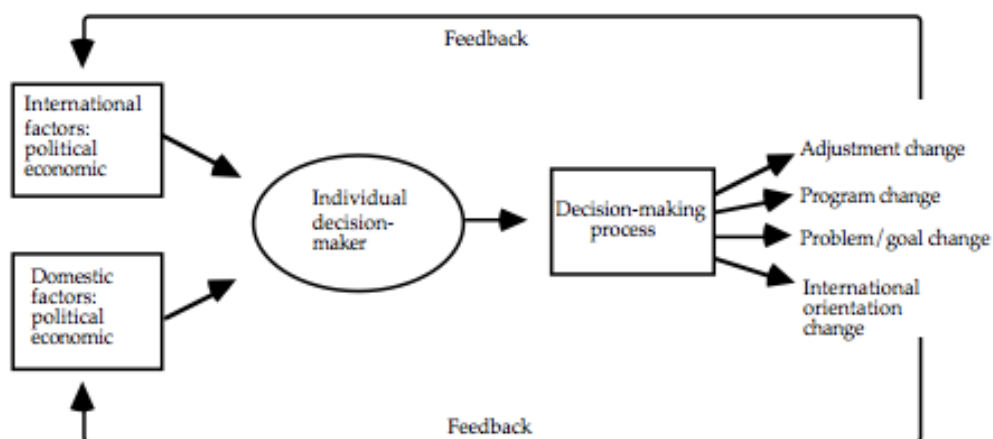 Feedback
International
factors:
political
economic
Domestic
factors:
political
economic
Individual
decision-
maker
Decision-making
process
Adjustment change
Program change
Problem/goal change
International
orientation
change
Feedback